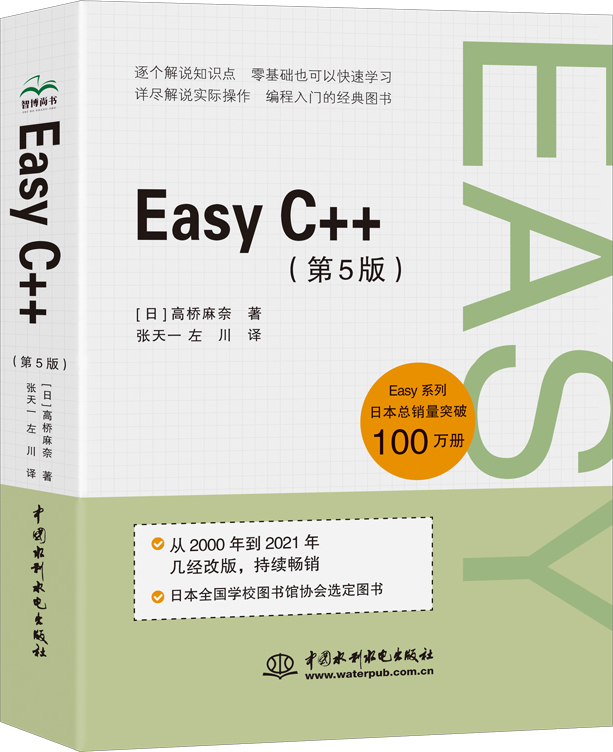 逐个解说知识点 零基础也可以快速学习
详尽解说实际操作 编程入门的经典图书
EASY
Easy C++
(第5版)
[日]高桥麻奈 著
张天一 左 川 译
Easy 系列
日本总销量突破
100万册
从 2000 年到 2021 年
几经改版，持续畅销
日本全国学校图书馆协会选定图书
中国水利水电出版社
www.waterpub.com.cn
智博尚书
Easy C++
(第5版)
[日]高桥麻奈 著
张天一 左 川 译
中国水利水电出版社